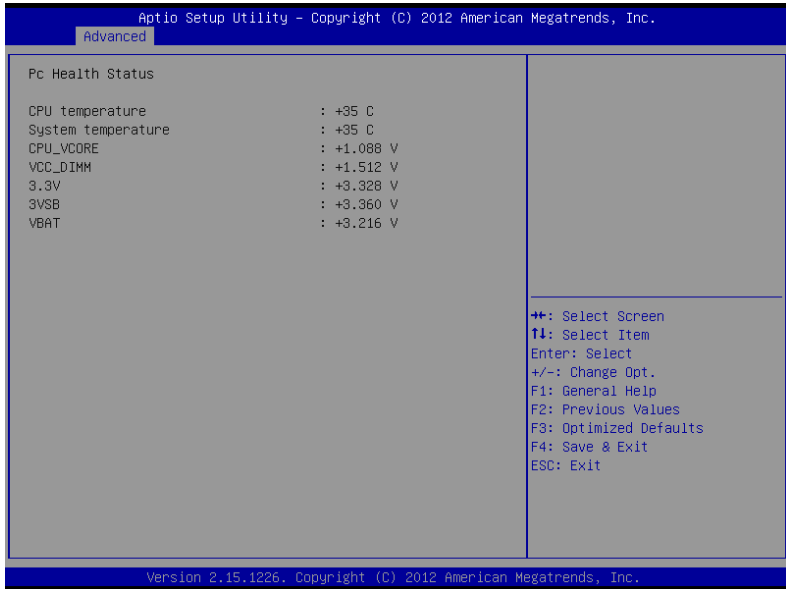 Aptio Setup Utility – Copyright (C) 2012 American Megatrends, Inc.
Advanced
Pc Health Status
CPU temperature : +35 C
System temperature : +35 C
CPU_VCORE : +1.088 V
VCC_DIMM : +1.512 V
3.3V : +3.328 V
3VSB : +3.360 V
VBAT : +3.216 V
→←: Select Screen
↑↓: Select Item
Enter: Select
+/-: Change Opt.
F1: General Help
F2: Previous Values
F3: Optimized Defaults
F4: Save & Exit
ESC: Exit
Version 2.15.1226. Copyright (C) 2012 American Megatrends, Inc.